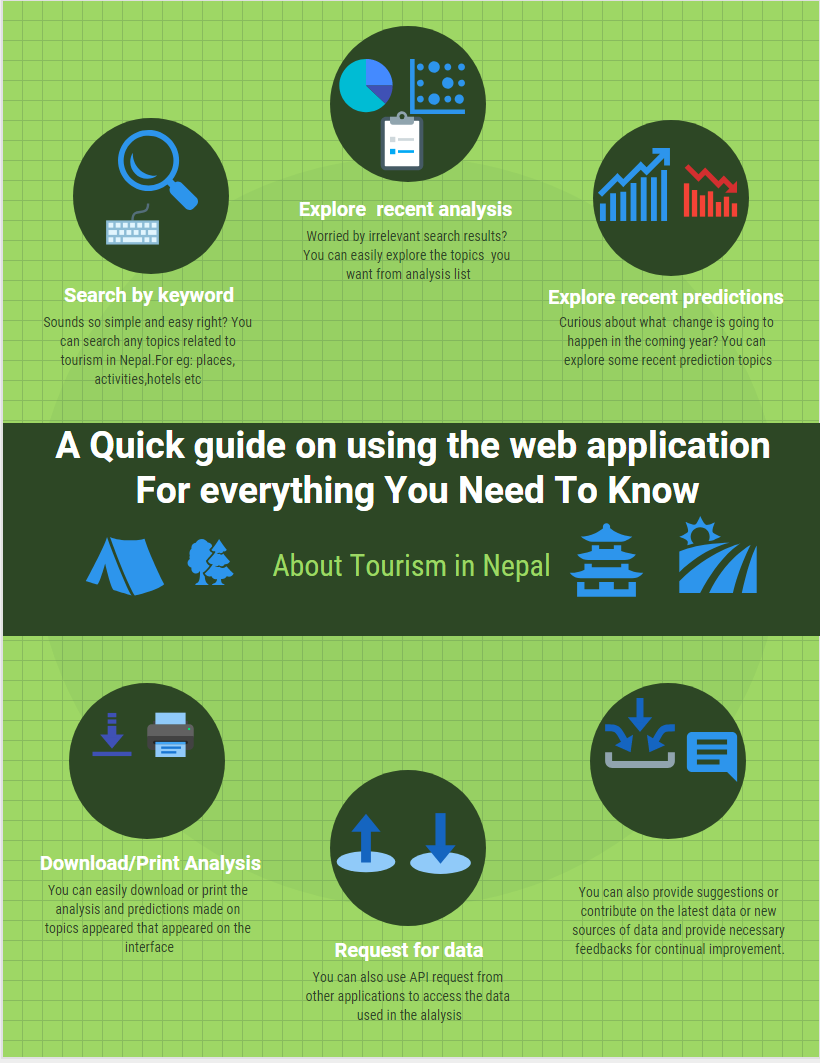 Explore  recent analysis
Worried by irrelevant search results?
You can easily explore the topics  you
want from analysis list
Search by keyword
Sounds so simple and easy right? You
can search any topics related to
tourism in Nepal.For eg: places,
activities,hotels etc
Explore recent predictions
Curious about what  change is going to
happen in the coming year? You can
explore some recent prediction topics
A Quick guide on using the web application
For everything You Need To Know
About Tourism in Nepal
Download/Print Analysis
You can easily download or print the
analysis and predictions made on
topics appeared that appeared on the
interface
Request for data
You can also use API request from
other applications to access the data
used in the alalysis
You can also provide suggestions or
contribute on the latest data or new
sources of data and provide necessary
feedbacks for continual improvement.